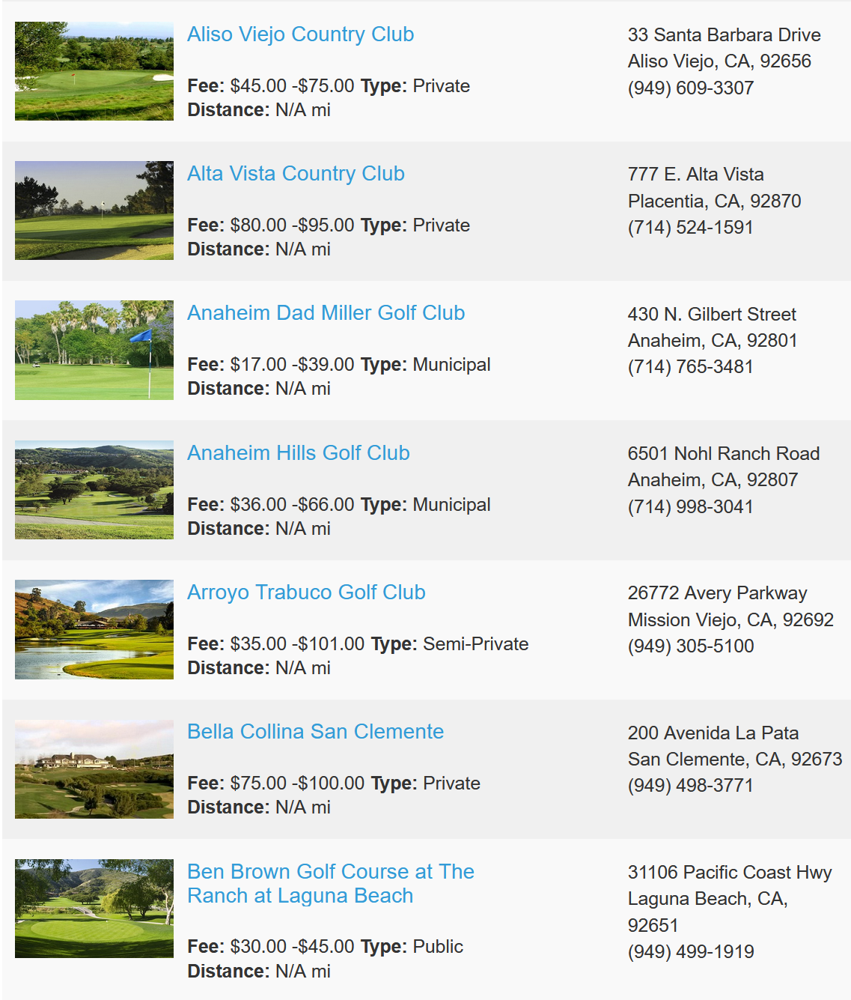 Aliso Viejo Country Club
Fee: $45.00 -$75.00 Type: Private
Distance: N/A mi
33 Santa Barbara Drive
Aliso Viejo, CA, 92656
(949) 609-3307
Alta Vista Country Club
Fee: $80.00 -$95.00 Type: Private
Distance: N/A mi
777 E. Alta Vista
Placentia, CA, 92870
(714) 524-1591
Anaheim Dad Miller Golf Club
Fee: $17.00 -$39.00 Type: Municipal
Distance: N/A mi
430 N. Gilbert Street
Anaheim, CA, 92801
(714) 765-3481
Anaheim Hills Golf Club
Fee: $36.00 -$66.00 Type: Municipal
Distance: N/A mi
6501 Nohl Ranch Road
Anaheim, CA, 92807
(714) 998-3041
Arroyo Trabuco Golf Club
Fee: $35.00 -$101.00 Type: Semi-Private
Distance: N/A mi
26772 Avery Parkway
Mission Viejo, CA, 92692
(949) 305-5100
Bella Collina San Clemente
Fee: $75.00 -$100.00 Type: Private
Distance: N/A mi
200 Avenida La Pata
San Clemente, CA, 92673
(949) 498-3771
Ben Brown Golf Course at The
Ranch at Laguna Beach
Fee: $30.00 -$45.00 Type: Public
Distance: N/A mi
31106 Pacific Coast Hwy
Laguna Beach, CA,
92651
(949) 499-1919